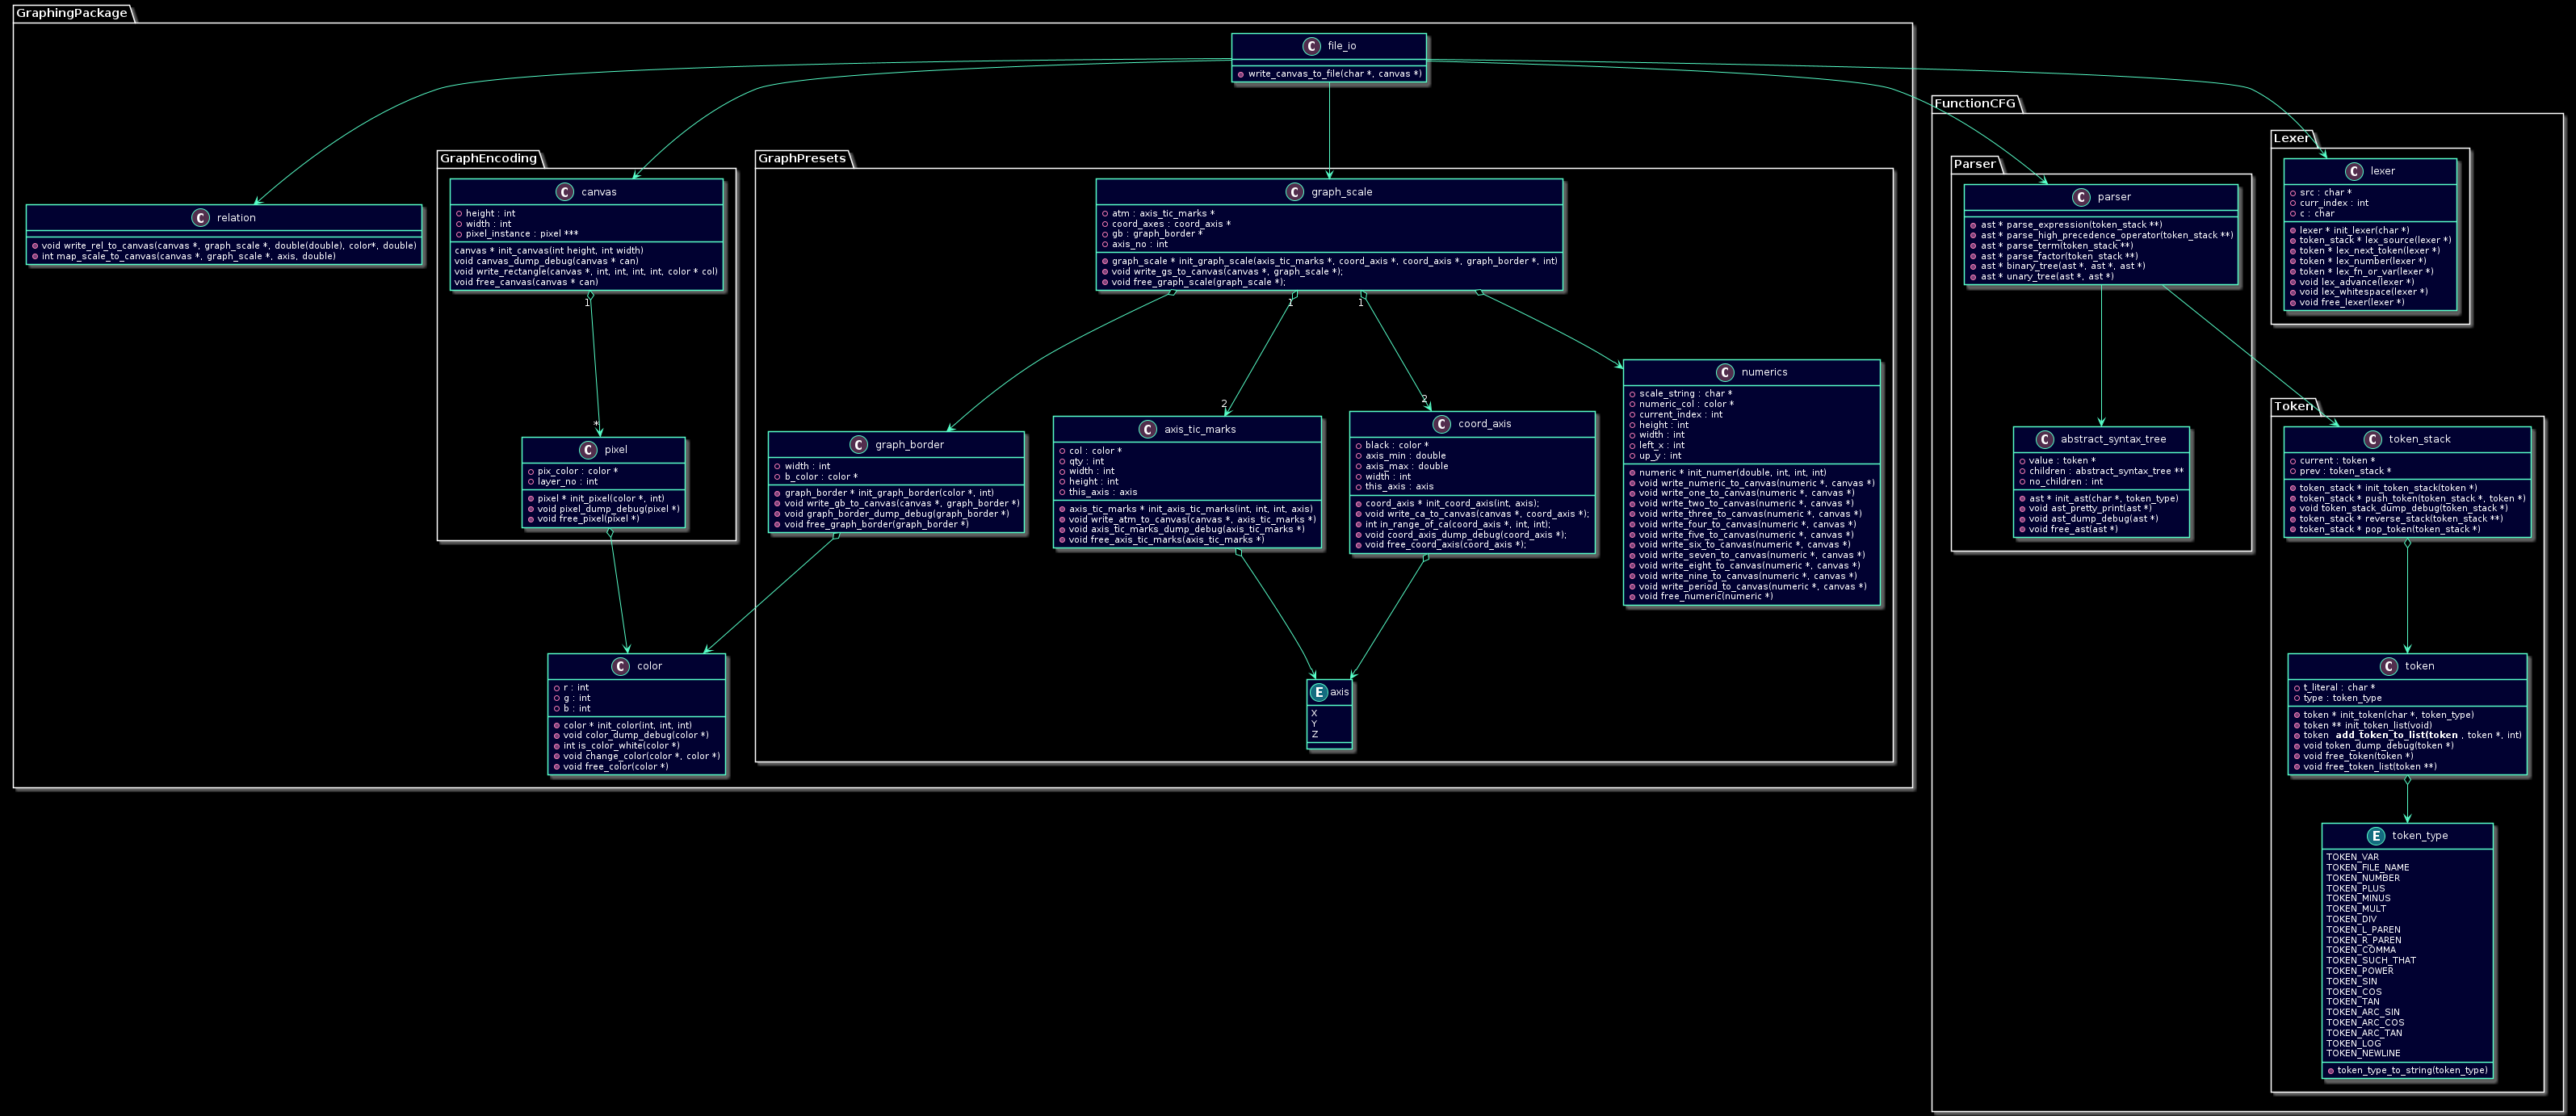 GraphingPackage
C file_io
write_canvas_to_file(char *, canvas *)
C relation
void write_rel_to_canvas(canvas *, graph_scale *, double(double), color*, double)
int map_scale_to_canvas(canvas *, graph_scale *, axis, double)
GraphEncoding
C canvas
height : int
width : int
pixel_instance : pixel ***
canvas * init_canvas(int height, int width)
void canvas_dump_debug(canvas * can)
void write_rectangle(canvas *, int, int, int, int, color * col)
void free_canvas(canvas * can)
1
*
C pixel
pix_color : color *
layer_no : int
pixel * init_pixel(color *, int)
void pixel_dump_debug(pixel *)
void free_pixel(pixel *)
C color
r : int
g : int
b : int
color * init_color(int, int, int)
void color_dump_debug(color *)
int is_color_white(color *)
void change_color(color *, color *)
void free_color(color *)
GraphPresets
C graph_scale
atm : axis_tic_marks *
coord_axes : coord_axis *
gb : graph_border *
axis_no : int
graph_scale * init_graph_scale(axis_tic_marks *, coord_axis *, coord_axis *, graph_border *, int)
void write_gs_to_canvas(canvas *, graph_scale *);
void free_graph_scale(graph_scale *);
1
1
2
2
C graph_border
width : int
b_color : color *
graph_border * init_graph_border(color *, int)
void write_gb_to_canvas(canvas *, graph_border *)
void graph_border_dump_debug(graph_border *)
void free_graph_border(graph_border *)
C axis_tic_marks
col : color *
qty : int
width : int
height : int
this_axis : axis
axis_tic_marks * init_axis_tic_marks(int, int, int, axis)
void write_atm_to_canvas(canvas *, axis_tic_marks *)
void axis_tic_marks_dump_debug(axis_tic_marks *)
void free_axis_tic_marks(axis_tic_marks *)
C coord_axis
black : color *
axis_min : double
axis_max : double
width : int
this_axis : axis
coord_axis * init_coord_axis(int, axis);
void write_ca_to_canvas(canvas *, coord_axis *);
int in_range_of_ca(coord_axis *, int, int);
void coord_axis_dump_debug(coord_axis *);
void free_coord_axis(coord_axis *);
C numerics
scale_string : char *
numeric_col : color *
current_index : int
height : int
width : int
left_x : int
up_y : int
numeric * init_numer(double, int, int, int)
void write_numeric_to_canvas(numeric *, canvas *)
void write_one_to_canvas(numeric *, canvas *)
void write_two_to_canvas(numeric *, canvas *)
void write_three_to_canvas(numeric *, canvas *)
void write_four_to_canvas(numeric *, canvas *)
void write_five_to_canvas(numeric *, canvas *)
void write_six_to_canvas(numeric *, canvas *)
void write_seven_to_canvas(numeric *, canvas *)
void write_eight_to_canvas(numeric *, canvas *)
void write_nine_to_canvas(numeric *, canvas *)
void write_period_to_canvas(numeric *, canvas *)
void free_numeric(numeric *)
E axis
X
Y
Z
FunctionCFG
Parser
C parser
ast * parse_expression(token_stack **)
ast * parse_high_precedence_operator(token_stack **)
ast * parse_term(token_stack **)
ast * parse_factor(token_stack **)
ast * binary_tree(ast *, ast *, ast *)
ast * unary_tree(ast *, ast *)
C abstract_syntax_tree
value : token *
children : abstract_syntax_tree **
no_children : int
ast * init_ast(char *, token_type)
void ast_pretty_print(ast *)
void ast_dump_debug(ast *)
void free_ast(ast *)
Lexer
C lexer
src : char *
curr_index : int
c : char
lexer * init_lexer(char *)
token_stack * lex_source(lexer *)
token * lex_next_token(lexer *)
token * lex_number(lexer *)
token * lex_fn_or_var(lexer *)
void lex_advance(lexer *)
void lex_whitespace(lexer *)
void free_lexer(lexer *)
Token
C token_stack
current : token *
prev : token_stack *
token_stack * init_token_stack(token *)
token_stack * push_token(token_stack *, token *)
void token_stack_dump_debug(token_stack *)
token_stack * reverse_stack(token_stack **)
token_stack * pop_token(token_stack *)
C token
t_literal : char *
type : token_type
token * init_token(char *, token_type)
token ** init_token_list(void)
token add_token_to_list(token , token *, int)
void token_dump_debug(token *)
void free_token(token *)
void free_token_list(token **)
E token_type
TOKEN_VAR
TOKEN_FILE_NAME
TOKEN_NUMBER
TOKEN_PLUS
TOKEN_MINUS
TOKEN_MULT
TOKEN_DIV
TOKEN_L_PAREN
TOKEN_R_PAREN
TOKEN_COMMA
TOKEN_SUCH_THAT
TOKEN_POWER
TOKEN_SIN
TOKEN_COS
TOKEN_TAN
TOKEN_ARC_SIN
TOKEN_ARC_COS
TOKEN_ARC_TAN
TOKEN_LOG
TOKEN_NEWLINE
token_type_to_string(token_type)